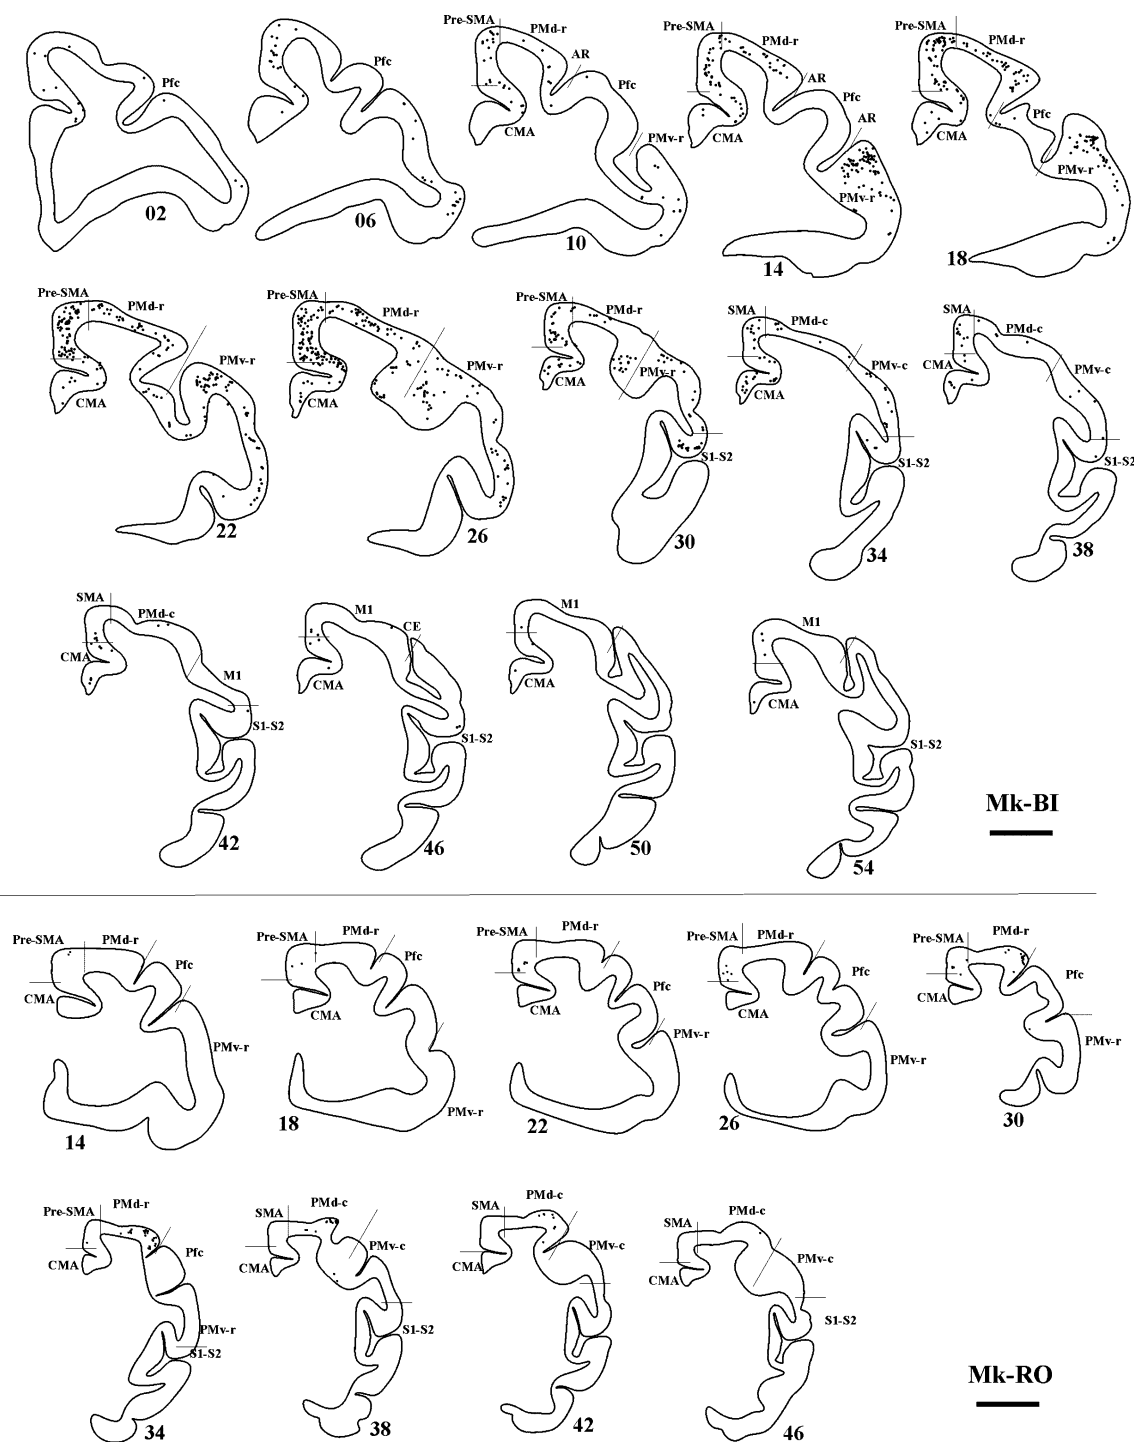 Pfc
02
Pfc
06
Pre-SMA PMd-r
AR
Pfc
PMv-r
CMA
10
Pre-SMA PMd-r
AR
Pfc
AR
CMA
PMv-r
14
Pre-SMA PMd-r
Pfc
CMA
PMv-r
18
Pre-SMA PMd-r
PMv-r
CMA
22
Pre-SMA PMd-r
PMv-r
CMA
26
Pre-SMA PMd-r
PMv-r
CMA
S1-S2
30
SMA PMd-c
PMv-c
CMA
S1-S2
34
SMA PMd-c
PMv-c
CMA
S1-S2
38
SMA PMd-c
CMA
M1
S1-S2
42
M1
CE
CMA
S1-S2
46
M1
CMA
50
M1
CMA
S1-S2
54
Mk-BI
Pre-SMA PMd-r
Pfc
CMA
PMv-r
14
Pre-SMA PMd-r
Pfc
CMA
PMv-r
18
Pre-SMA PMd-r
Pfc
CMA
PMv-r
22
Pre-SMA PMd-r
Pfc
CMA
PMv-r
26
Pre-SMA PMd-r
Pfc
CMA
PMv-r
30
Pre-SMA PMd-r
Pfc
CMA
PMv-r
S1-S2
34
SMA PMd-c
PMv-c
CMA
S1-S2
38
SMA PMd-c
PMv-c
CMA
42
SMA PMd-c
PMv-c
CMA
S1-S2
46
Mk-RO